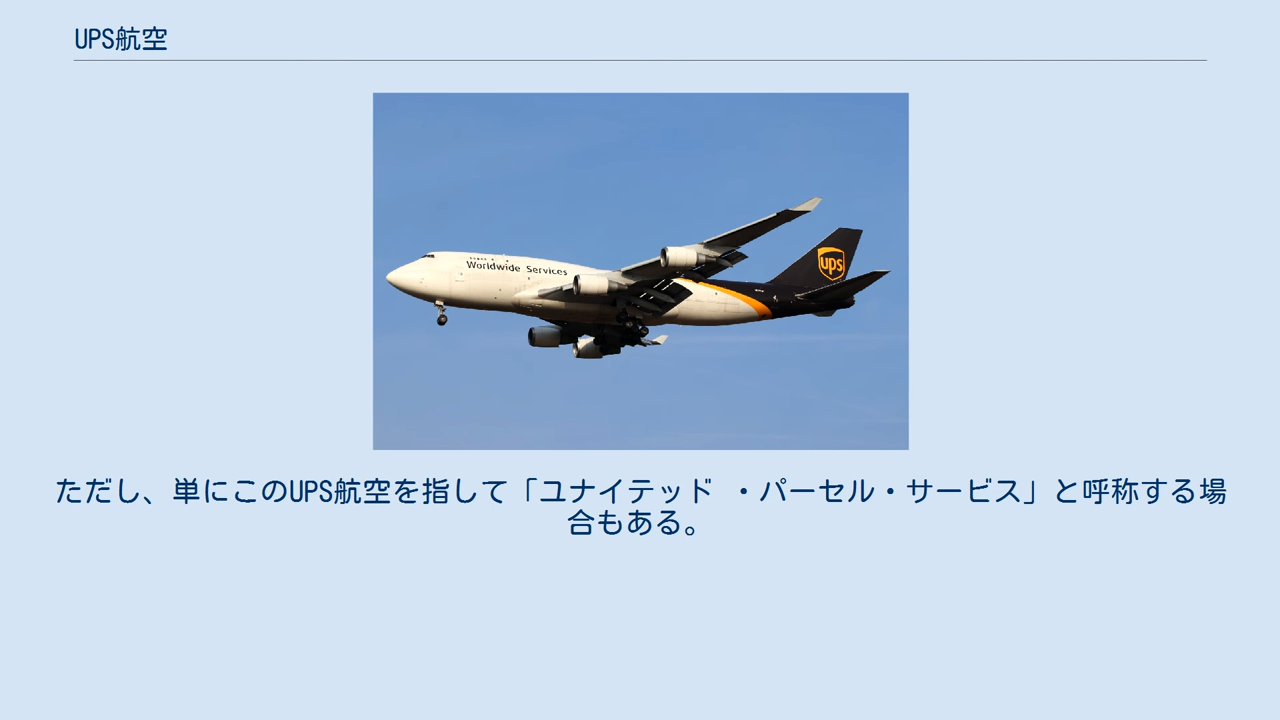 UPS航空
Worldwide Services
ups
ただし、単にこのUPS航空を指して「ユナイテッド ・パーセル・サービス」と呼称する場
合もある。